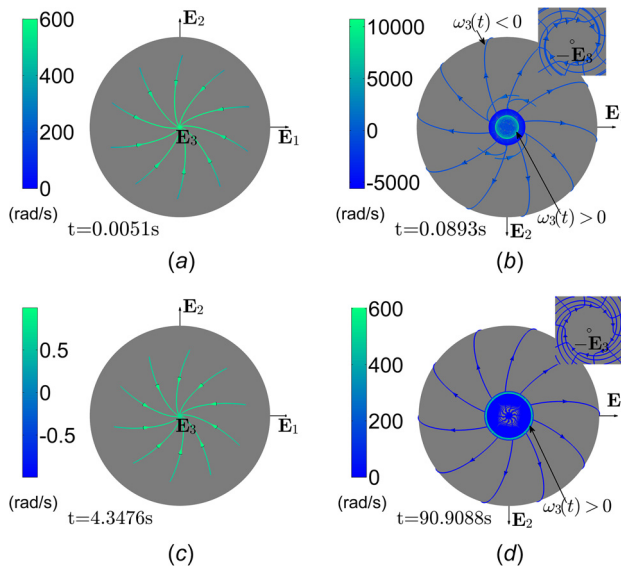 600
400
200
0
(rad/s)
E2
E1
E3
t=0.0051s
(a)
10000
5000
0
-5000
(rad/s)
ω3(t)<0
-E3
E
ω3(t)>0
E2
t=0.0893s
(b)
0.5
0
-0.5
(rad/s)
E2
E1
E3
t=4.3476s
(c)
600
400
200
0
(rad/s)
-E3
E
ω3(t)>0
E2
t=90.9088s
(d)